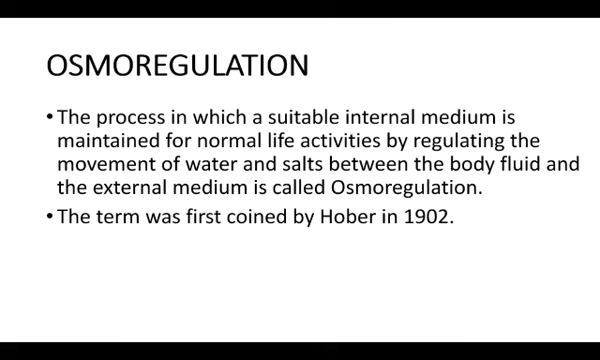 OSMOREGULATION
• The process in which a suitable internal medium is
maintained for normal life activities by regulating the
movement of water and salts between the body fluid and
the external medium is called Osmoregulation.
• The term was first coined by Hober in 1902.